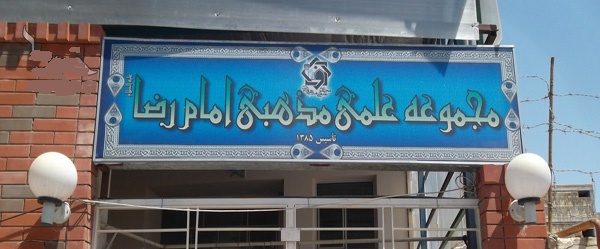 مجموعه علمی مذهبی امام رضا
تاسیس ۱۳۸۵